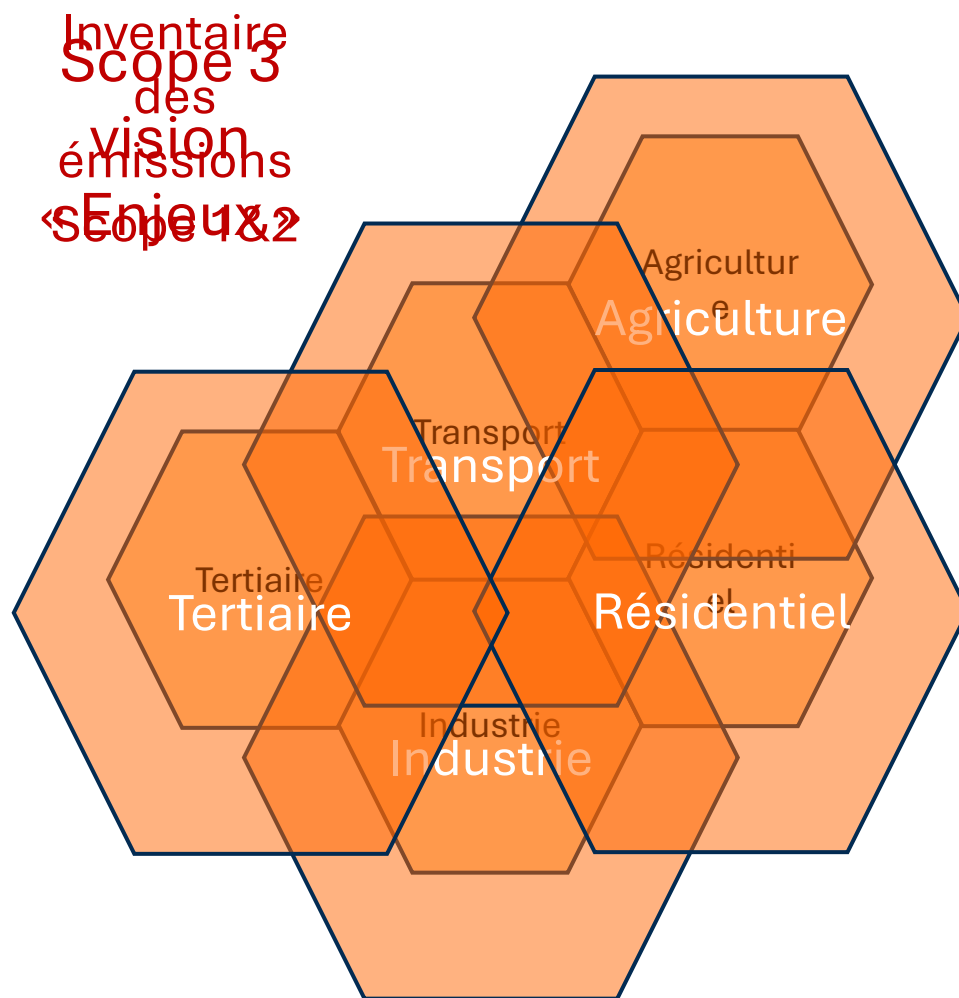 Inventaire
des
émissions
Scope 1&2
Scope 3
vision
« Enjeux »
Agricultur
e
Agriculture
Transport
Transport
Tertiaire
Tertiaire
Résidenti
el
Résidentiel
Industrie
Industrie